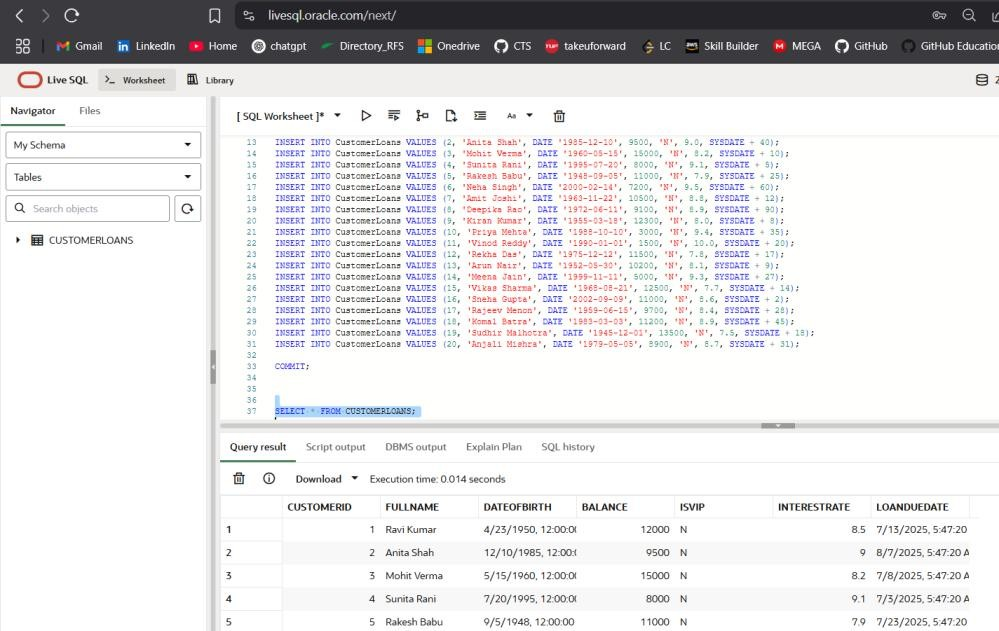 livesql.oracle.com/next/
Gmail LinkedIn Home chatgpt Directory_RFS Onedrive CTS takeuforward LC Skill Builder MEGA GitHub GitHub Education
Live SQL >_ Worksheet Library
Navigator Files
My Schema
Tables
Search objects
CUSTOMERLOANS
[ SQL Worksheet ]* Aa
13 INSERT INTO CustomerLoans VALUES (2, 'Anita Shah', DATE '1985-12-10', 9500, 'N', 9.0, SYSDATE + 40);
14 INSERT INTO CustomerLoans VALUES (3, 'Mohit Verma', DATE '1960-05-15', 15000, 'N', 8.2, SYSDATE + 10);
15 INSERT INTO CustomerLoans VALUES (4, 'Sunita Rani', DATE '1995-07-20', 8000, 'N', 9.1, SYSDATE + 5);
16 INSERT INTO CustomerLoans VALUES (5, 'Rakesh Babu', DATE '1948-09-05', 11000, 'N', 7.9, SYSDATE + 25);
17 INSERT INTO CustomerLoans VALUES (6, 'Neha Singh', DATE '2000-02-14', 7200, 'N', 9.5, SYSDATE + 60);
18 INSERT INTO CustomerLoans VALUES (7, 'Amit Joshi', DATE '1963-11-22', 10500, 'N', 8.8, SYSDATE + 12);
19 INSERT INTO CustomerLoans VALUES (8, 'Deepika Rao', DATE '1972-06-11', 9100, 'N', 8.9, SYSDATE + 90);
20 INSERT INTO CustomerLoans VALUES (9, 'Kiran Kumar', DATE '1955-03-18', 12300, 'N', 8.0, SYSDATE + 8);
21 INSERT INTO CustomerLoans VALUES (10, 'Priya Mehta', DATE '1988-10-10', 3000, 'N', 9.4, SYSDATE + 35);
22 INSERT INTO CustomerLoans VALUES (11, 'Vinod Reddy', DATE '1990-01-01', 1500, 'N', 10.0, SYSDATE + 20);
23 INSERT INTO CustomerLoans VALUES (12, 'Rekha Das', DATE '1975-12-12', 11500, 'N', 7.8, SYSDATE + 17);
24 INSERT INTO CustomerLoans VALUES (13, 'Arun Nair', DATE '1952-05-30', 10200, 'N', 8.1, SYSDATE + 9);
25 INSERT INTO CustomerLoans VALUES (14, 'Meena Jain', DATE '1999-11-11', 5000, 'N', 9.3, SYSDATE + 27);
26 INSERT INTO CustomerLoans VALUES (15, 'Vikas Sharma', DATE '1968-08-21', 12500, 'N', 7.7, SYSDATE + 14);
27 INSERT INTO CustomerLoans VALUES (16, 'Sneha Gupta', DATE '2002-09-09', 11000, 'N', 8.6, SYSDATE + 2);
28 INSERT INTO CustomerLoans VALUES (17, 'Rajeev Menon', DATE '1959-06-15', 9700, 'N', 8.4, SYSDATE + 28);
29 INSERT INTO CustomerLoans VALUES (18, 'Komal Batra', DATE '1983-03-03', 11200, 'N', 8.9, SYSDATE + 45);
30 INSERT INTO CustomerLoans VALUES (19, 'Sudhir Malhotra', DATE '1945-12-01', 13500, 'N', 7.5, SYSDATE + 18);
31 INSERT INTO CustomerLoans VALUES (20, 'Anjali Mishra', DATE '1979-05-05', 8900, 'N', 8.7, SYSDATE + 31);
32
33 COMMIT;
34
35
36
37 SELECT * FROM CUSTOMERLOANS;
Query result Script output DBMS output Explain Plan SQL history
Download Execution time: 0.014 seconds
CUSTOMERID FULLNAME DATEOFBIRTH BALANCE ISVIP INTERESTRATE LOANDUEDATE
1 1 Ravi Kumar 4/23/1950, 12:00:00 12000 N 8.5 7/13/2025, 5:47:20
2 2 Anita Shah 12/10/1985, 12:00: 9500 N 9 8/7/2025, 5:47:20 A
3 3 Mohit Verma 5/15/1960, 12:00:00 15000 N 8.2 7/8/2025, 5:47:20 A
4 4 Sunita Rani 7/20/1995, 12:00:00 8000 N 9.1 7/3/2025, 5:47:20 A
5 5 Rakesh Babu 9/5/1948, 12:00:00 11000 N 7.9 7/23/2025, 5:47:20